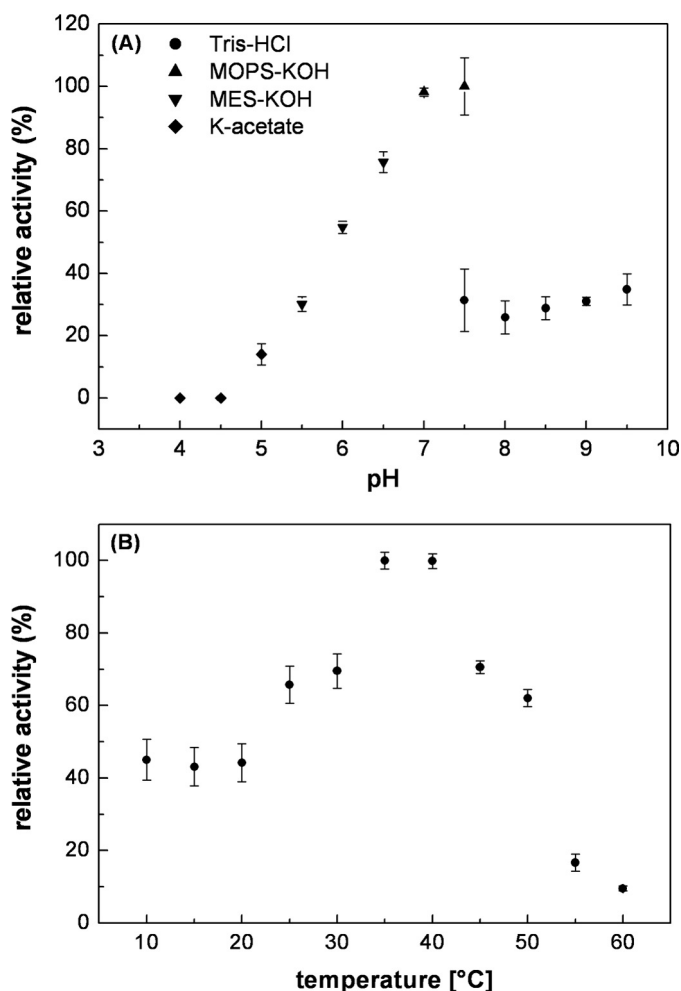 (A)
Tris-HCl
MOPS-KOH
MES-KOH
K-acetate
relative activity (%)
120
100
80
60
40
20
0
3 4 5 6 7 8 9 10
pH
(B)
relative activity (%)
100
80
60
40
20
0
10 20 30 40 50 60
temperature [°C]